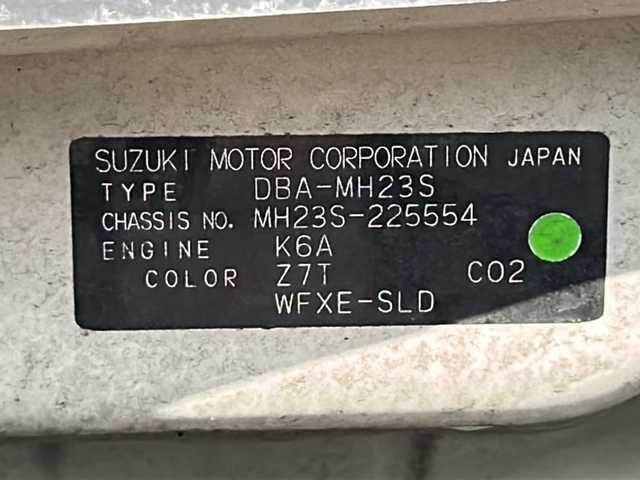 SUZUKI MOTOR CORPORATION JAPAN
TYPE DBA-MH23S
CHASSIS NO. MH23S-225554
ENGINE K6A
COLOR Z7T C02
WFXE-SLD